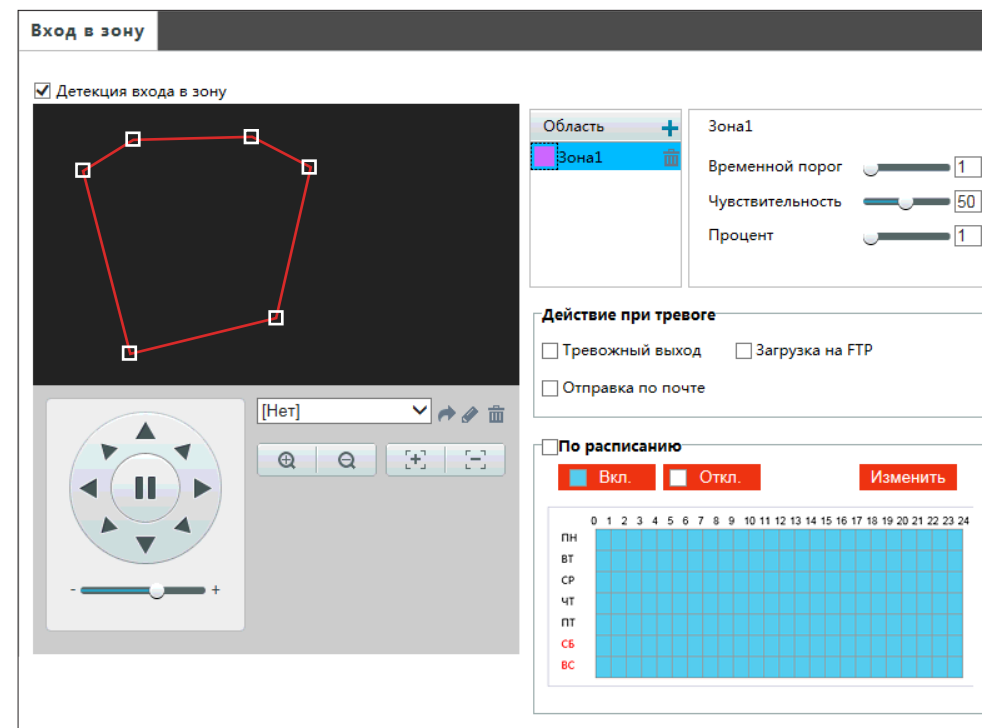 Вход в зону
Детекция входа в зону
Область
Зона1
Зона1
Временной порог 1
Чувствительность 50
Процент 1
Действие при тревоге
Тревожный выход Загрузка на FTP
Отправка по почте
[Нет]
- +
По расписанию
Вкл. Откл. Изменить
0 1 2 3 4 5 6 7 8 9 10 11 12 13 14 15 16 17 18 19 20 21 22 23 24
ПН
ВТ
СР
ЧТ
ПТ
СБ
ВС